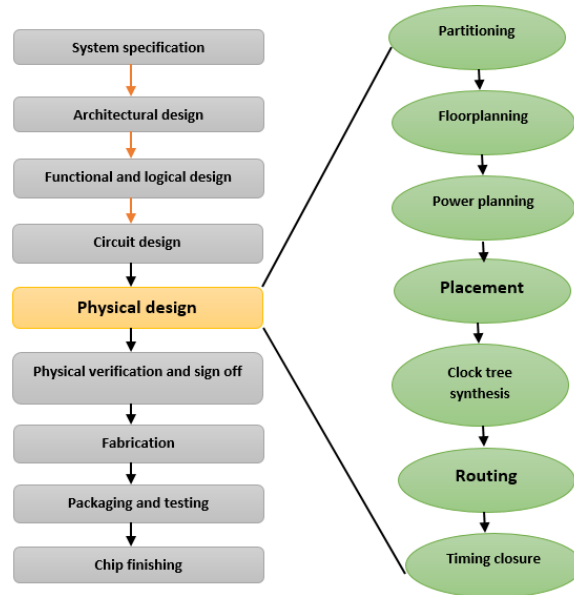 System specification
Architectural design
Functional and logical design
Circuit design
Physical design
Physical verification and sign off
Fabrication
Packaging and testing
Chip finishing
Partitioning
Floorplanning
Power planning
Placement
Clock tree
synthesis
Routing
Timing closure